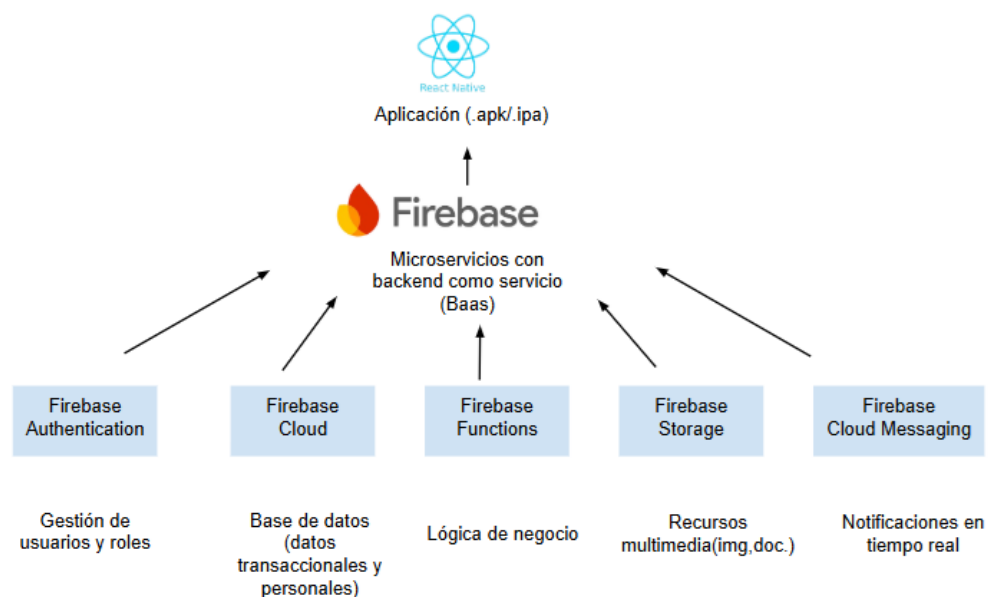 React Native
Aplicación (.apk/.ipa)
Firebase
Microservicios con
backend como servicio
(Baas)
Firebase
Authentication
Firebase
Cloud
Firebase
Functions
Firebase
Storage
Firebase
Cloud Messaging
Gestión de
usuarios y roles
Base de datos
(datos
transaccionales y
personales)
Lógica de negocio
Recursos
multimedia(img,doc.)
Notificaciones en
tiempo real